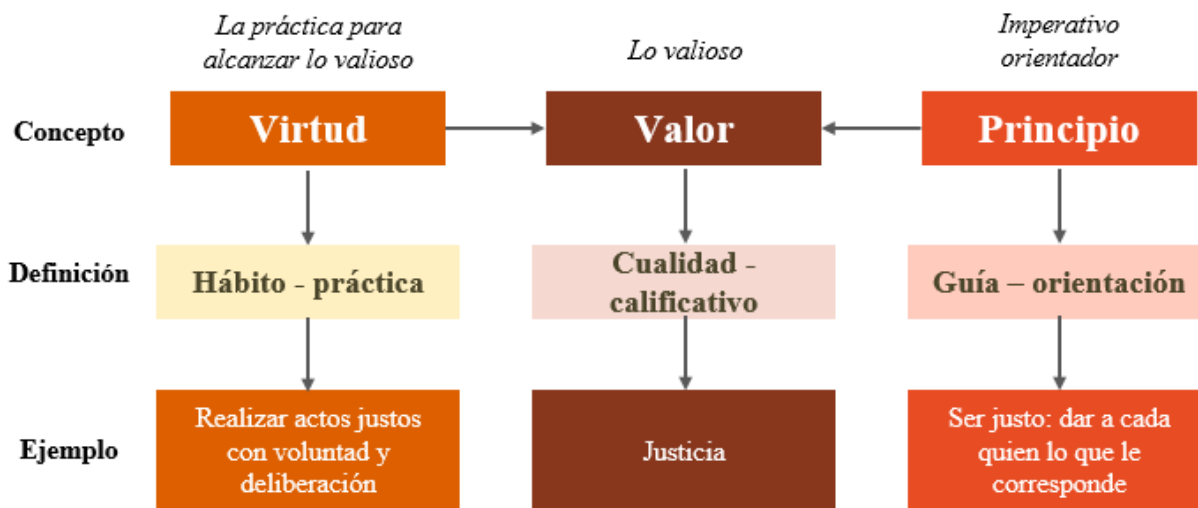 La práctica para
alcanzar lo valioso
Lo valioso
Imperativo
orientador
Concepto
Virtud
Valor
Principio
Definición
Hábito - práctica
Cualidad -
calificativo
Guía – orientación
Ejemplo
Realizar actos justos
con voluntad y
deliberación
Justicia
Ser justo: dar a cada
quien lo que le
corresponde